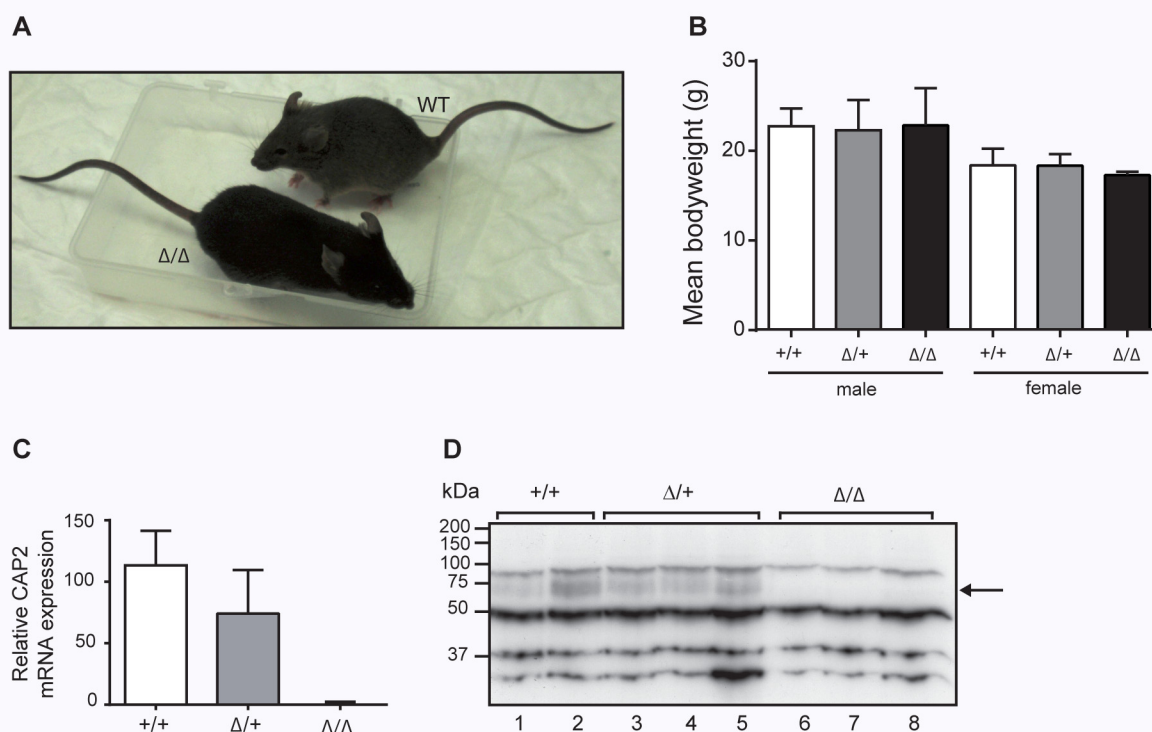 A
WT
Δ/Δ
B
Mean bodyweight (g)
30
20
10
0
+/+ Δ/+ Δ/Δ +/+ Δ/+ Δ/Δ
male female
C
Relative CAP2
mRNA expression
150
100
50
0
+/+ Δ/+ Δ/Δ
D
kDa +/+ Δ/+ Δ/Δ
200
150
100
75
50
37
1 2 3 4 5 6 7 8